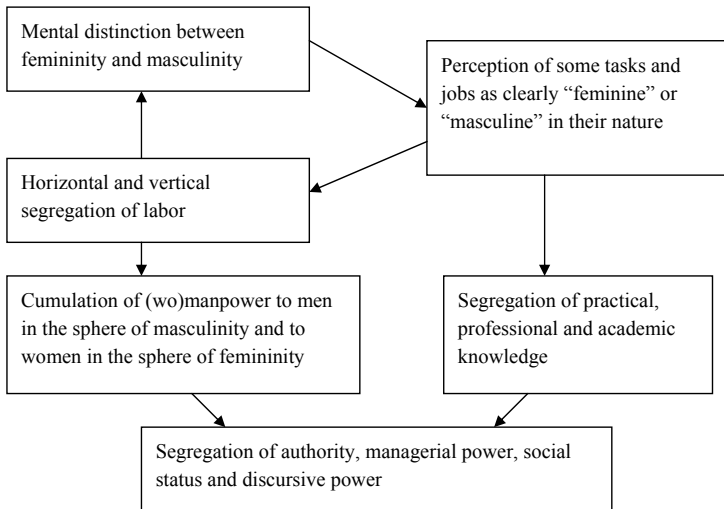 Mental distinction between
femininity and masculinity
Perception of some tasks and
jobs as clearly “feminine” or
“masculine” in their nature
Horizontal and vertical
segregation of labor
Cumulation of (wo)manpower to men
in the sphere of masculinity and to
women in the sphere of femininity
Segregation of practical,
professional and academic
knowledge
Segregation of authority, managerial power, social
status and discursive power